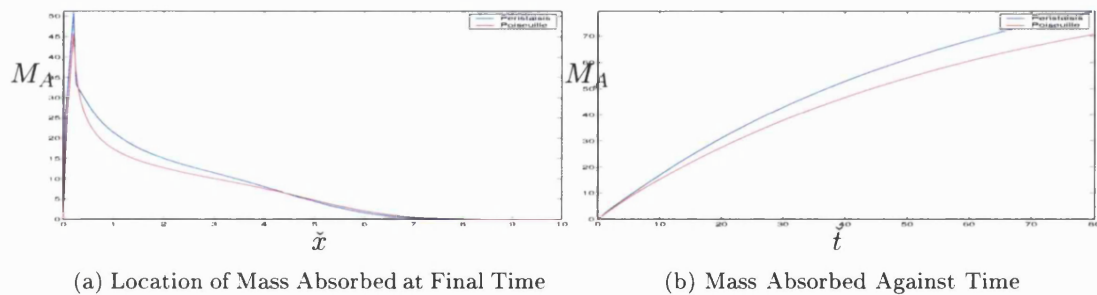 Peristalsis
Poiseuille
M_A
50
45
40
35
30
25
20
15
10
5
0
0 1 2 3 4 5 6 7 8 9 10
x̌
(a) Location of Mass Absorbed at Final Time
Peristalsis
Poiseuille
M_A
70
60
50
40
30
20
10
0
0 10 20 30 40 50 60 70 80
ť
(b) Mass Absorbed Against Time